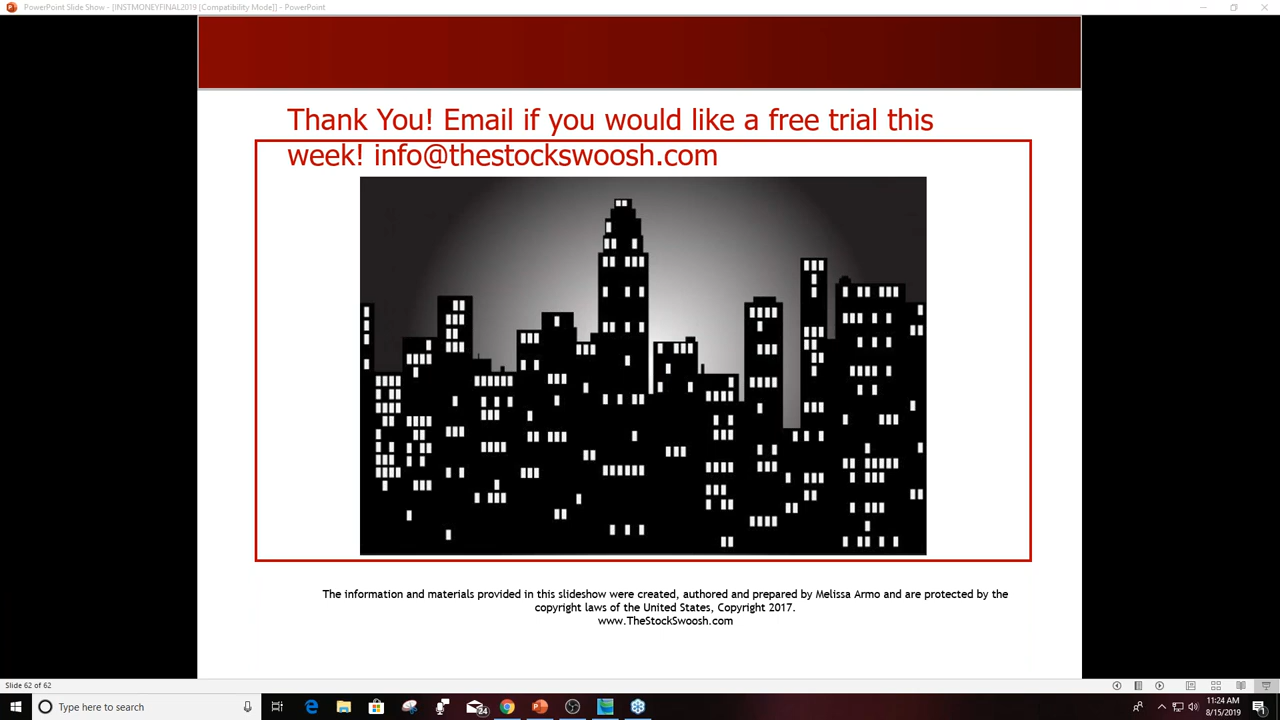 PowerPoint Slide Show - [INSTMONEYFINAL2019 [Compatibility Mode]] - PowerPoint
Thank You! Email if you would like a free trial this
week! info@thestockswoosh.com
The information and materials provided in this slideshow were created, authored and prepared by Melissa Armo and are protected by the
copyright laws of the United States, Copyright 2017.
www.TheStockSwoosh.com
Slide 62 of 62
Type here to search
24
11:24 AM
8/15/2019
1